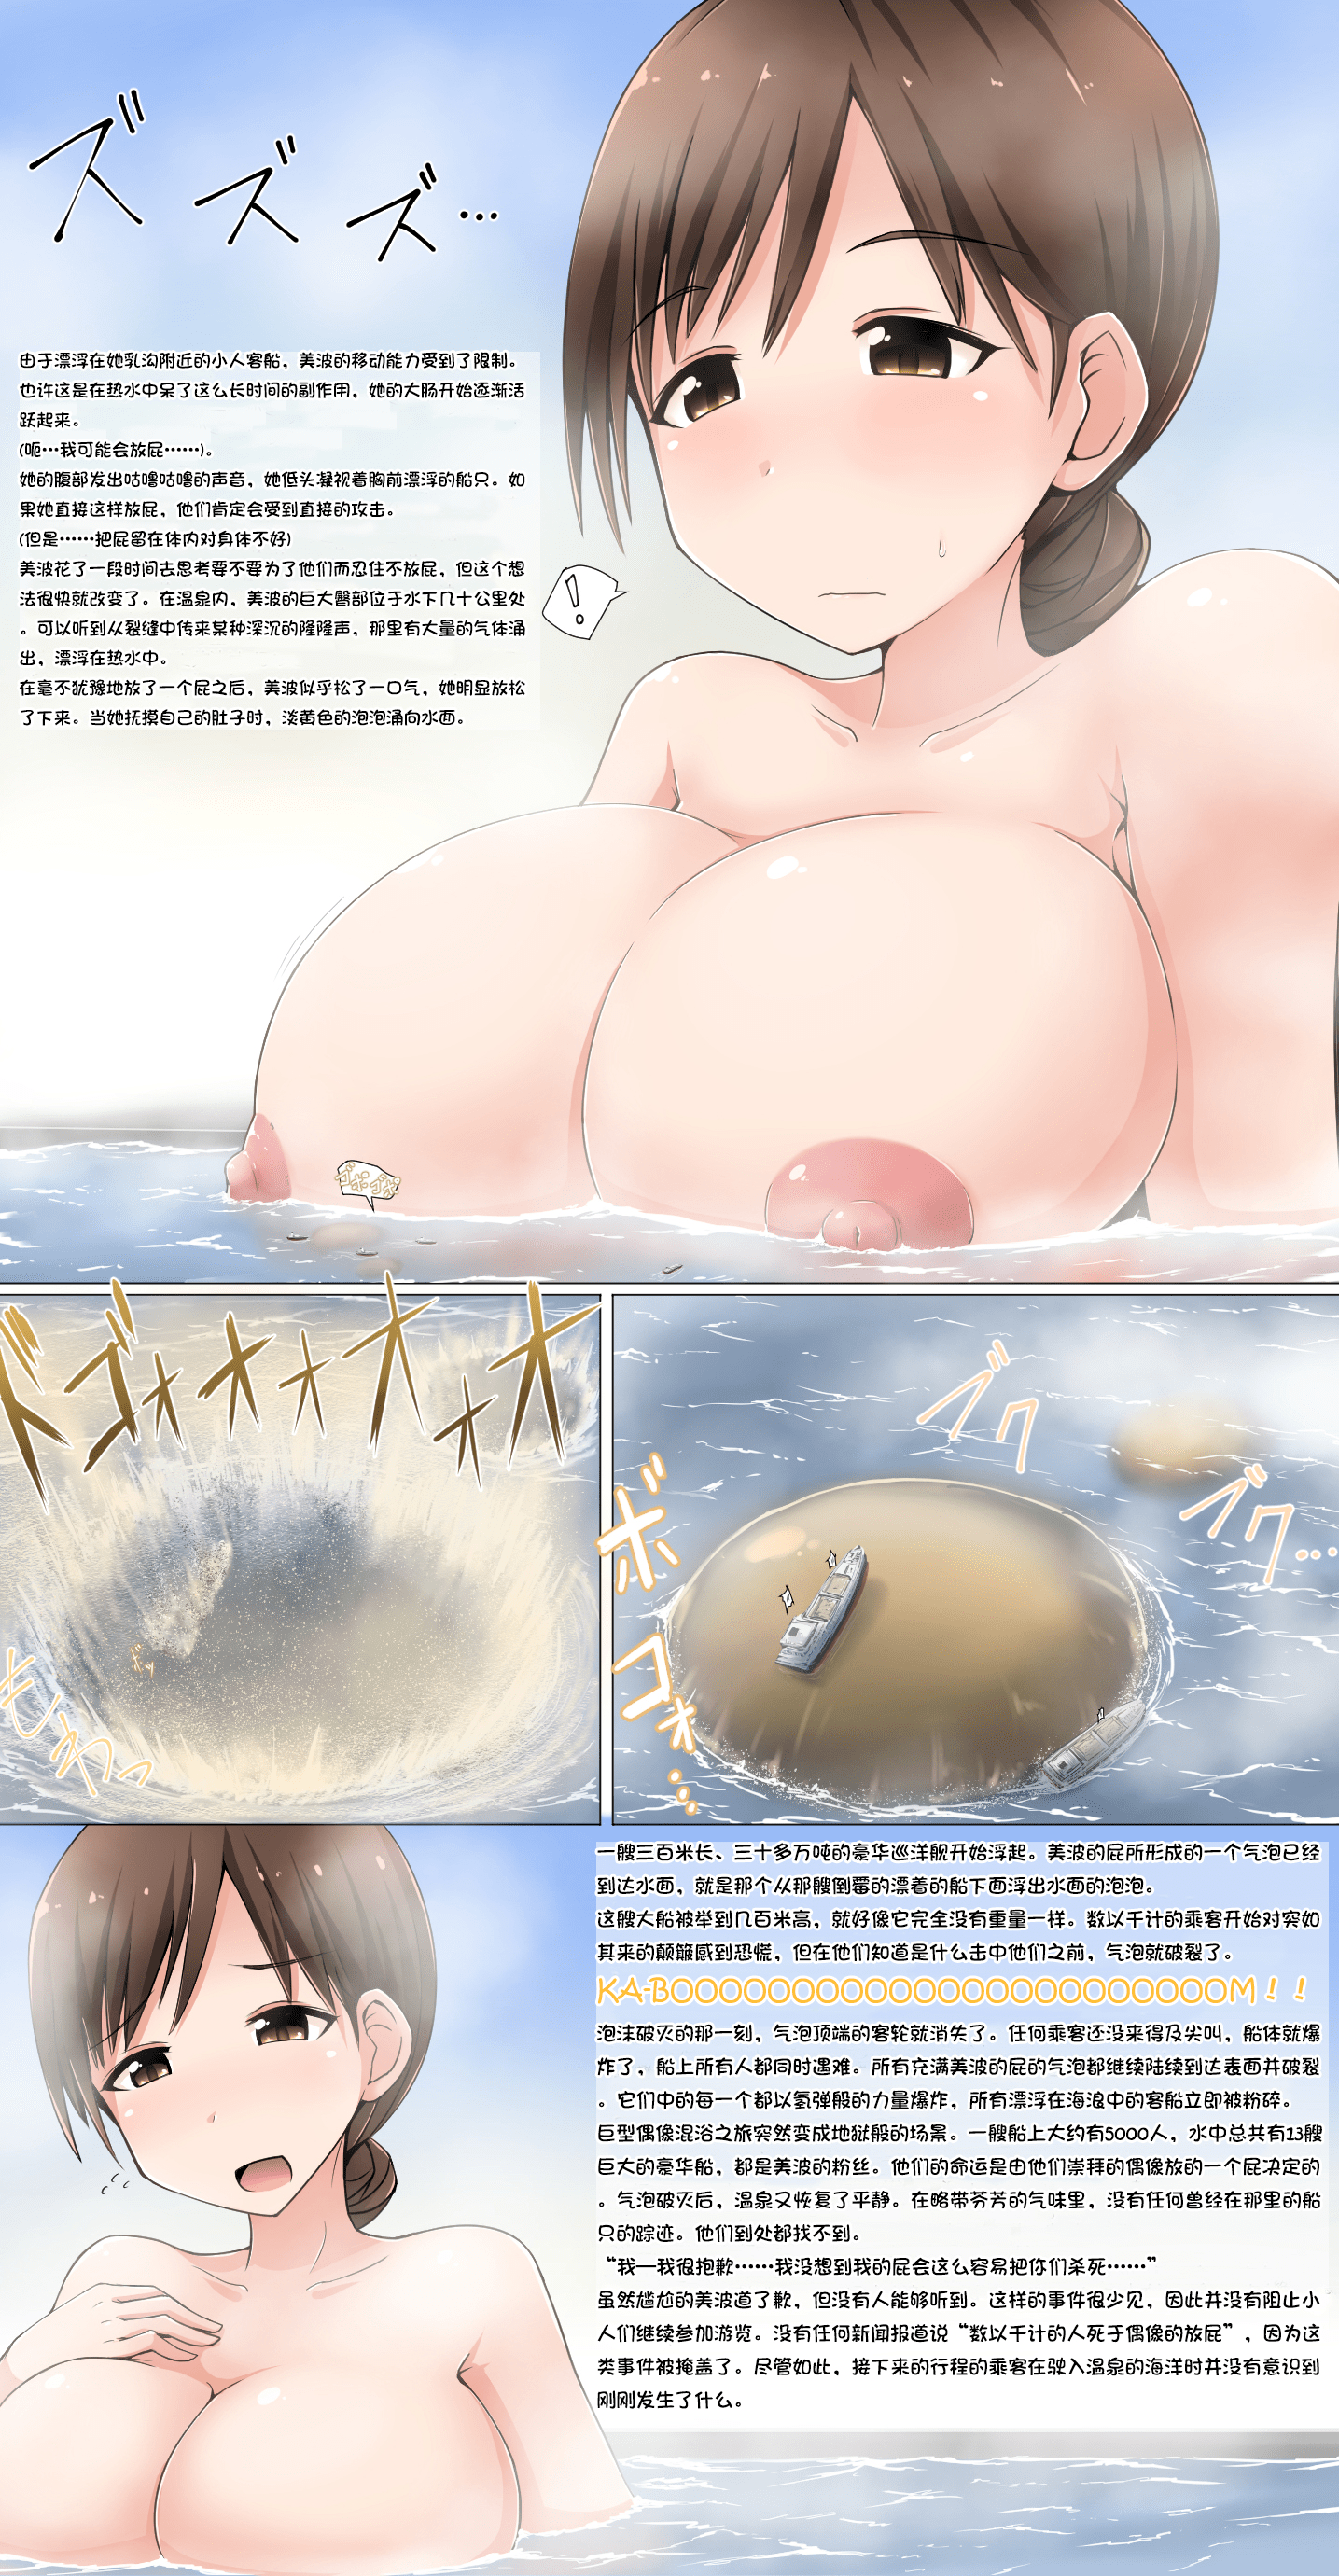 ズズズ…
由于漂浮在她乳沟附近的小人客船，美波的移动能力受到了限制。
也许这是在热水中呆了这么长时间的副作用，她的大肠开始逐渐活
跃起来。
(呃…我可能会放屁……)。
她的腹部发出咕噜咕噜的声音，她低头凝视着胸前漂浮的船只。如
果她直接这样放屁，他们肯定会受到直接的攻击。
(但是……把屁留在体内对身体不好)
美波花了一段时间去思考要不要为了他们而忍住不放屁，但这个想
法很快就改变了。在温泉内，美波的巨大臀部位于水下几十公里处
。可以听到从裂缝中传来某种深沉的隆隆声，那里有大量的气体涌
出，漂浮在热水中。
在毫不犹豫地放了一个屁之后，美波似乎松了一口气，她明显放松
了下来。当她抚摸自己的肚子时，淡黄色的泡泡涌向水面。
！
ゴボゴボ
ドゴォオォオォオ
もわっ
ブク
ブク…
ボコォ…
一艘三百米长、三十多万吨的豪华巡洋舰开始浮起。美波的屁所形成的一个气泡已经
到达水面，就是那个从那艘倒霉的漂着的船下面浮出水面的泡泡。
这艘大船被举到几百米高，就好像它完全没有重量一样。数以千计的乘客开始对突如
其来的颠簸感到恐慌，但在他们知道是什么击中他们之前，气泡就破裂了。
KA-BOOOOOOOOOOOOOOOOOOOOOOOM！！
泡沫破灭的那一刻，气泡顶端的客轮就消失了。任何乘客还没来得及尖叫，船体就爆
炸了，船上所有人都同时遇难。所有充满美波的屁的气泡都继续陆续到达表面并破裂
。它们中的每一个都以氢弹般的力量爆炸，所有漂浮在海浪中的客船立即被粉碎。
巨型偶像混浴之旅突然变成地狱般的场景。一艘船上大约有5000人，水中总共有13艘
巨大的豪华船，都是美波的粉丝。他们的命运是由他们崇拜的偶像放的一个屁决定的
。气泡破灭后，温泉又恢复了平静。在略带芬芳的气味里，没有任何曾经在那里的船
只的踪迹。他们到处都找不到。
“我—我很抱歉……我没想到我的屁会这么容易把你们杀死……”
虽然尴尬的美波道了歉，但没有人能够听到。这样的事件很少见，因此并没有阻止小
人们继续参加游览。没有任何新闻报道说“数以千计的人死于偶像的放屁”，因为这
类事件被掩盖了。尽管如此，接下来的行程的乘客在驶入温泉的海洋时并没有意识到
刚刚发生了什么。